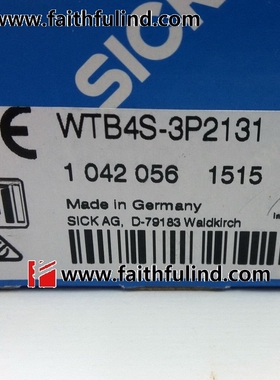 www.faithfulind.com
SICK
CE
WTB4S-3P2131
1 042 056 1515
Made in Germany
SICK AG, D-79183 Waldkirch
www.faithfulind.com